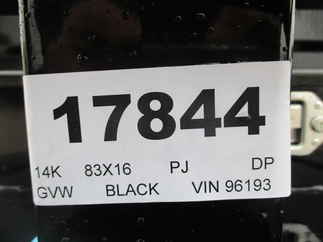 17844
14K 83X16 PJ DP
GVW BLACK VIN 96193